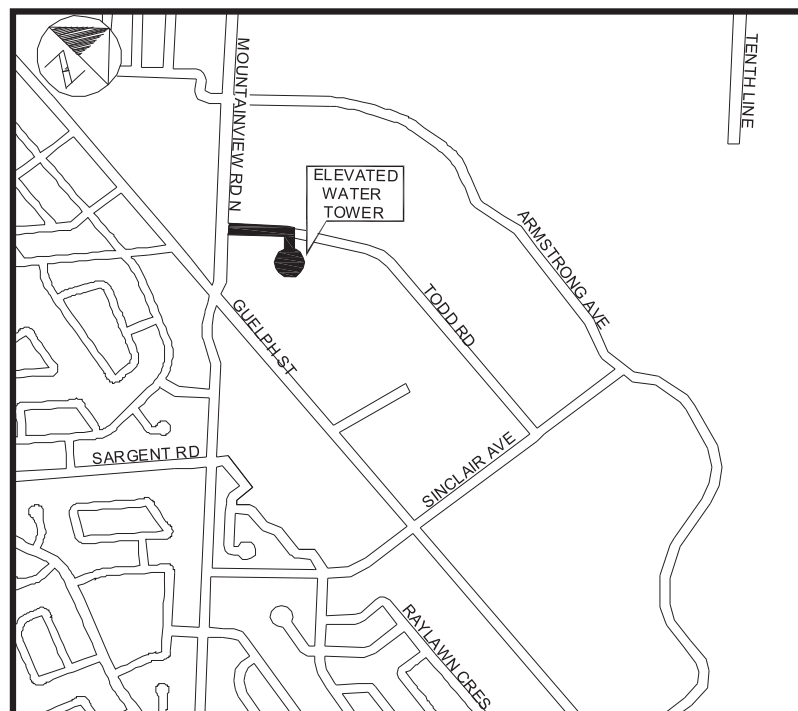 N
MOUNTAINVIEW RD N
TENTH LINE
ELEVATED
WATER
TOWER
ARMSTRONG AVE
TODD RD
GUELPH ST
SINCLAIR AVE
SARGENT RD
RAYLAWN CRES